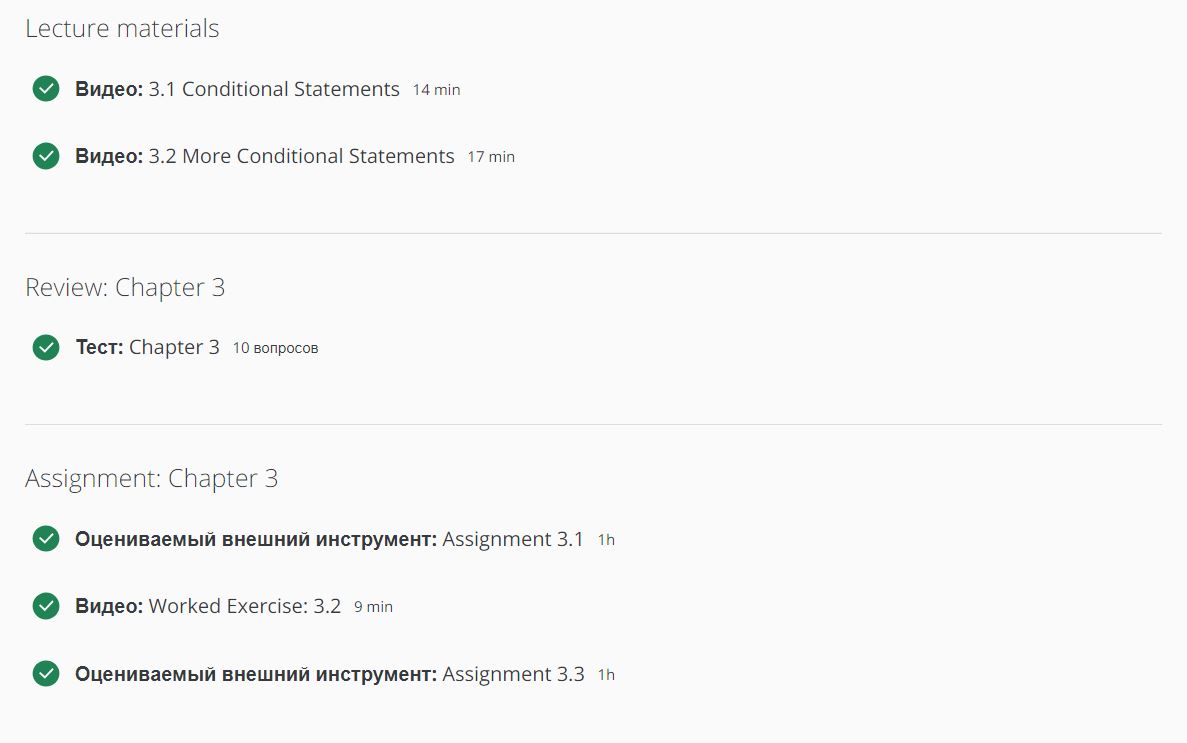 Lecture materials
Видео: 3.1 Conditional Statements 14 min
Видео: 3.2 More Conditional Statements 17 min
Review: Chapter 3
Тест: Chapter 3 10 вопросов
Assignment: Chapter 3
Оцениваемый внешний инструмент: Assignment 3.1 1h
Видео: Worked Exercise: 3.2 9 min
Оцениваемый внешний инструмент: Assignment 3.3 1h